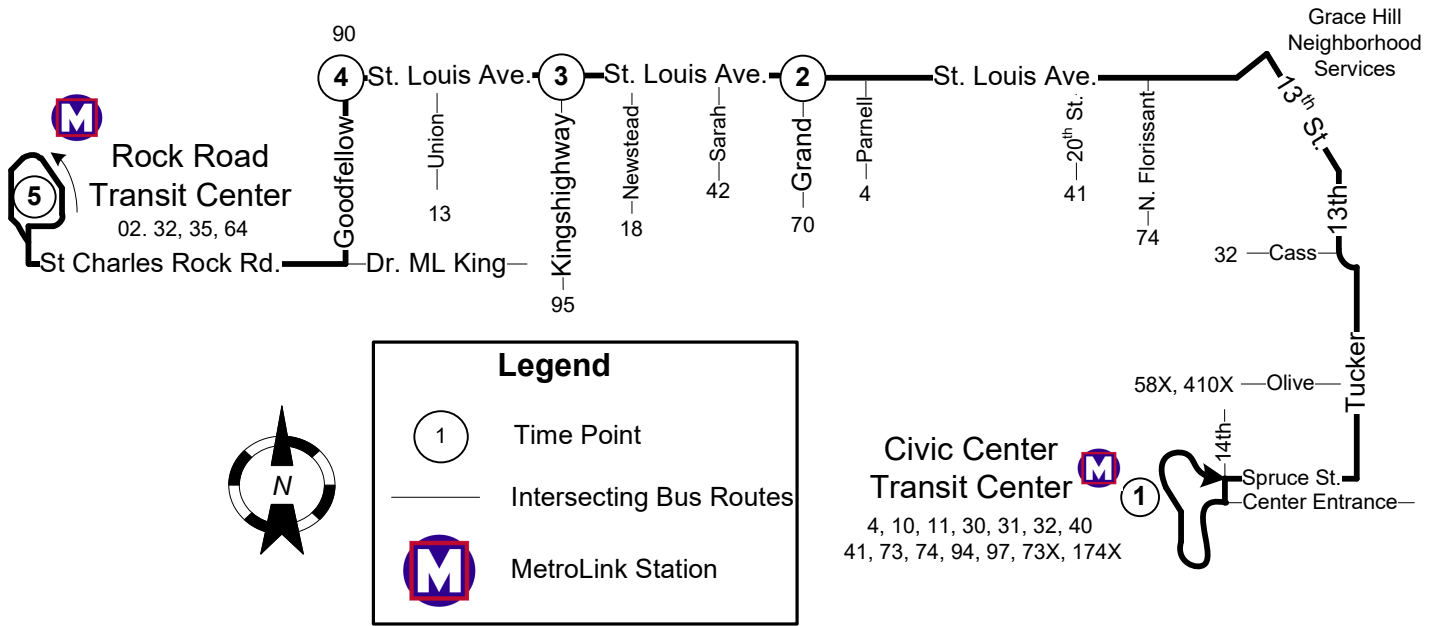 Grace Hill
Neighborhood
Services
90
4
St. Louis Ave.
3
St. Louis Ave.
2
St. Louis Ave.
13th St.
M
Rock Road
Transit Center
02. 32, 35, 64
5
Goodfellow
Union
13
Kingshighway
95
Newstead
18
Sarah
42
Grand
70
Parnell
4
20th St.
41
N. Florissant
74
13th
32
Cass
St Charles Rock Rd.
Dr. ML King
Tucker
58X, 410X
Olive
14th
Civic Center
Transit Center
M
1
4, 10, 11, 30, 31, 32, 40
41, 73, 74, 94, 97, 73X, 174X
Spruce St.
Center Entrance
N
Legend
1
Time Point
Intersecting Bus Routes
M
MetroLink Station